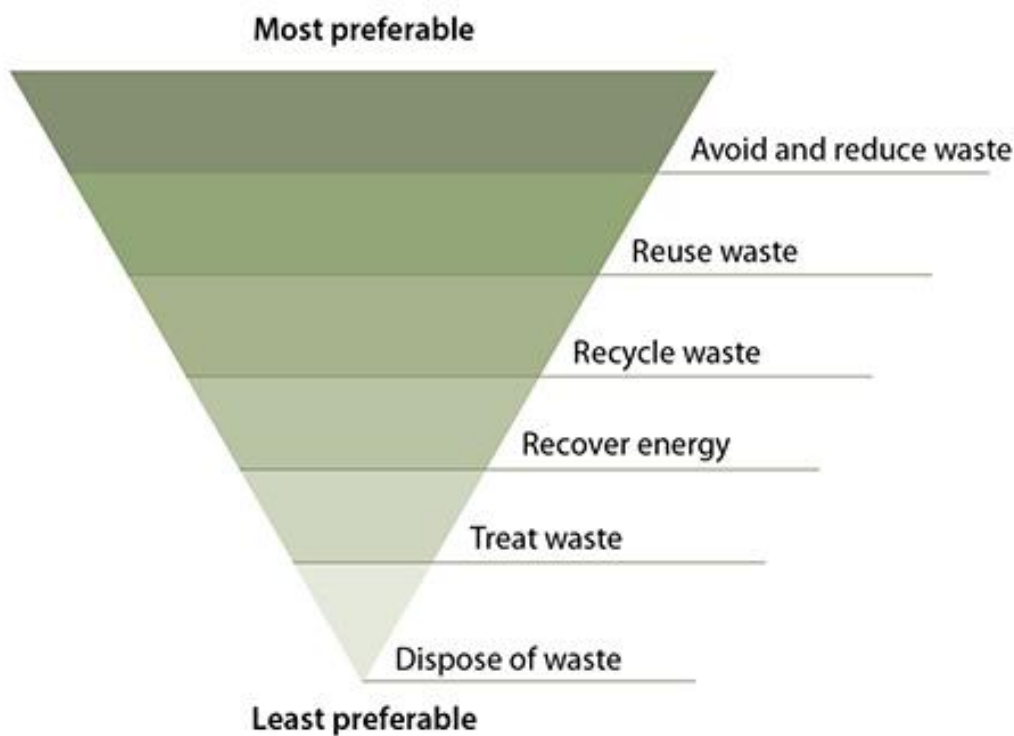 Most preferable
Avoid and reduce waste
Reuse waste
Recycle waste
Recover energy
Treat waste
Dispose of waste
Least preferable